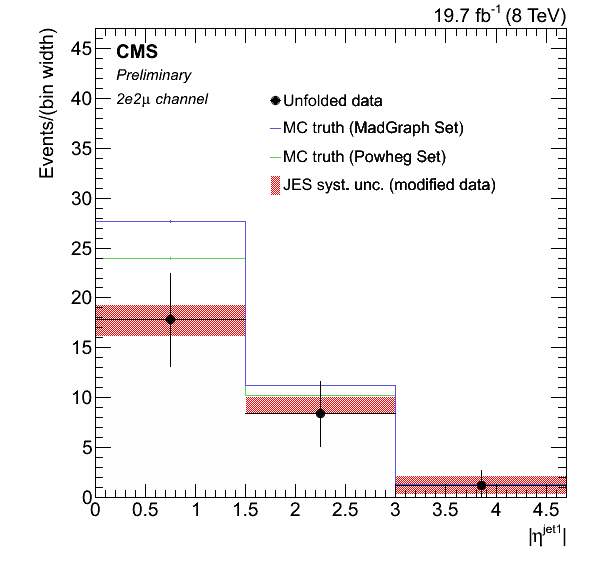 19.7 fb⁻¹ (8 TeV)
Events/(bin width)
CMS
Preliminary
2e2μ channel
Unfolded data
MC truth (MadGraph Set)
MC truth (Powheg Set)
JES syst. unc. (modified data)
45
40
35
30
25
20
15
10
5
0
0 0.5 1 1.5 2 2.5 3 3.5 4 4.5
|η^jet1|